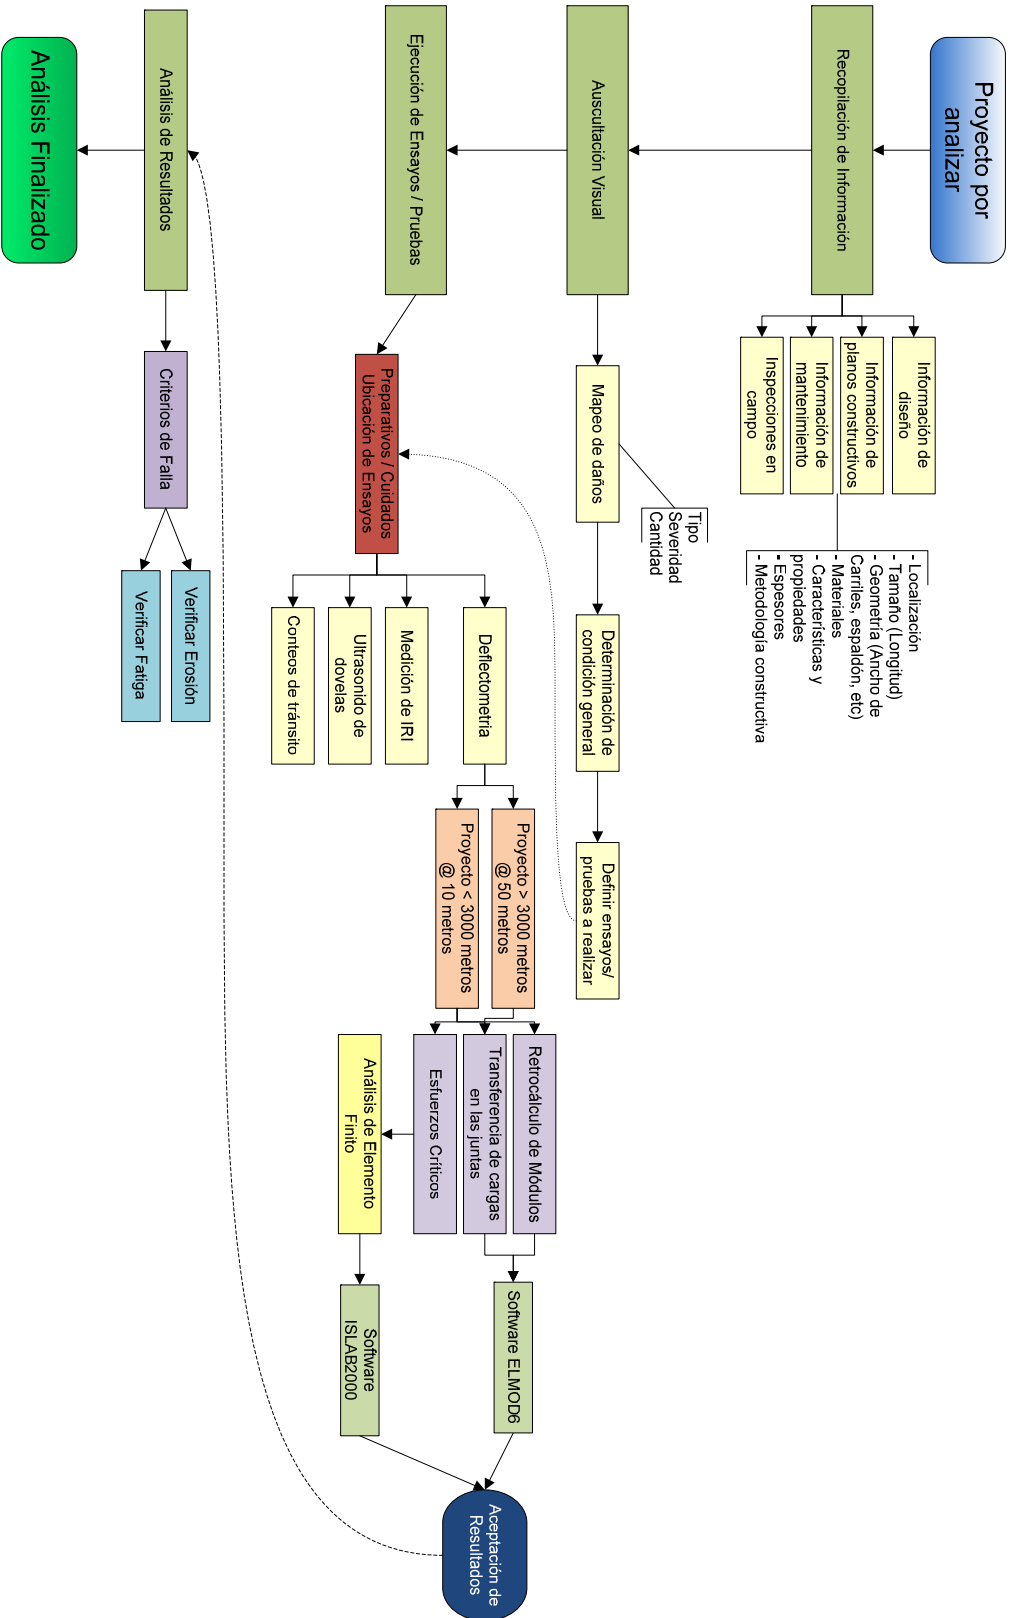 Proyecto por
analizar
Recopilación de Información
Información de
diseño
Información de
planos constructivos
Información de
mantenimiento
Inspecciones en
campo
- Localización
- Tamaño (Longitud)
- Geometría (Ancho de
Carriles, espaldón, etc)
- Materiales
- Características y
propiedades
- Espesores
- Metodología constructiva
Auscultación Visual
Mapeo de daños
Tipo
Severidad
Cantidad
Determinación de
condición general
Definir ensayos/
pruebas a realizar
Ejecución de Ensayos / Pruebas
Preparativos / Cuidados
Ubicación de Ensayos
Deflectometria
Medición de IRI
Ultrasonido de
dovelas
Conteos de tránsito
Proyecto > 3000 metros
@ 50 metros
Proyecto < 3000 metros
@ 10 metros
Retrocálculo de Módulos
Transferencia de cargas
en las juntas
Esfuerzos Críticos
Análisis de Elemento
Finito
Software ELMOD6
Software
ISLAB2000
Aceptación de
Resultados
Análisis de Resultados
Criterios de Falla
Verificar Erosión
Verificar Fatiga
Análisis Finalizado